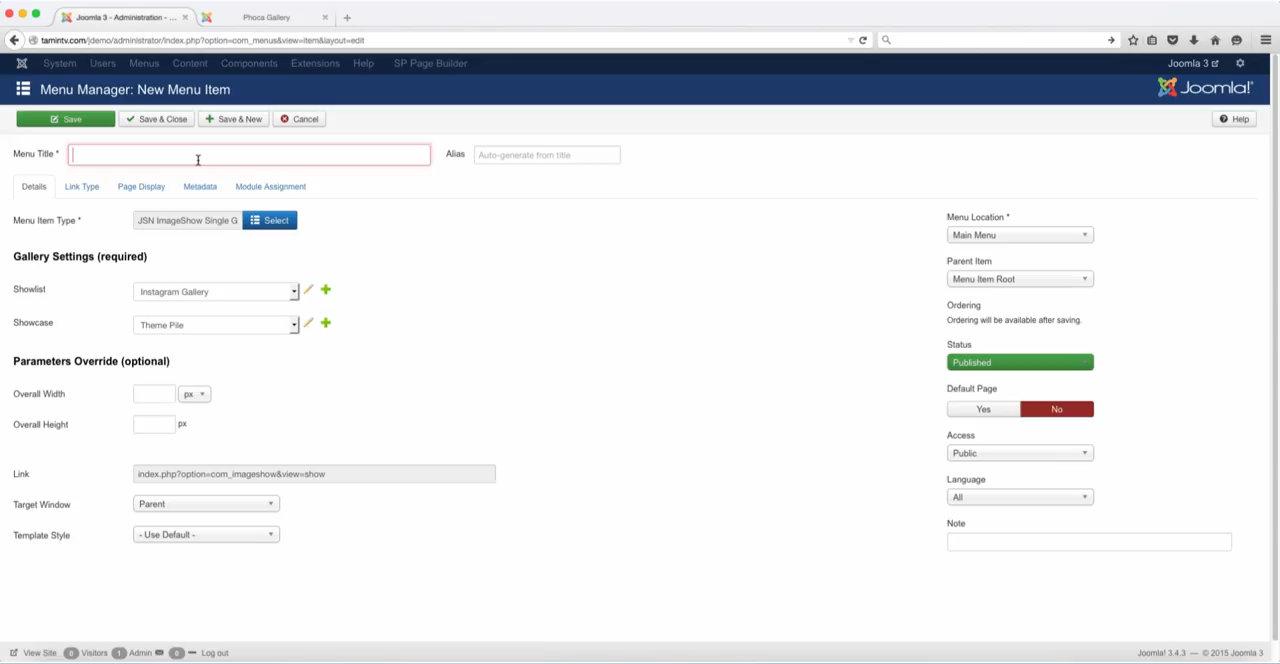 Joomla 3 - Administration - ...
Phoca Gallery
tamintv.com/jdemo/administrator/index.php?option=com_menus&view=item&layout=edit
System Users Menus Content Components Extensions Help SP Page Builder Joomla 3
Menu Manager: New Menu Item
Joomla!
Save Save & Close Save & New Cancel Help
Menu Title * Alias Auto-generate from title
Details Link Type Page Display Metadata Module Assignment
Menu Item Type * JSN ImageShow Single G Select
Gallery Settings (required)
Showlist Instagram Gallery
Showcase Theme Pile
Parameters Override (optional)
Overall Width px
Overall Height px
Link index.php?option=com_imageshow&view=show
Target Window Parent
Template Style - Use Default -
Menu Location *
Main Menu
Parent Item
Menu Item Root
Ordering
Ordering will be available after saving.
Status
Published
Default Page
Yes No
Access
Public
Language
All
Note
View Site 0 Visitors 1 Admin 0 Log out
Joomla! 3.4.3 — © 2015 Joomla 3